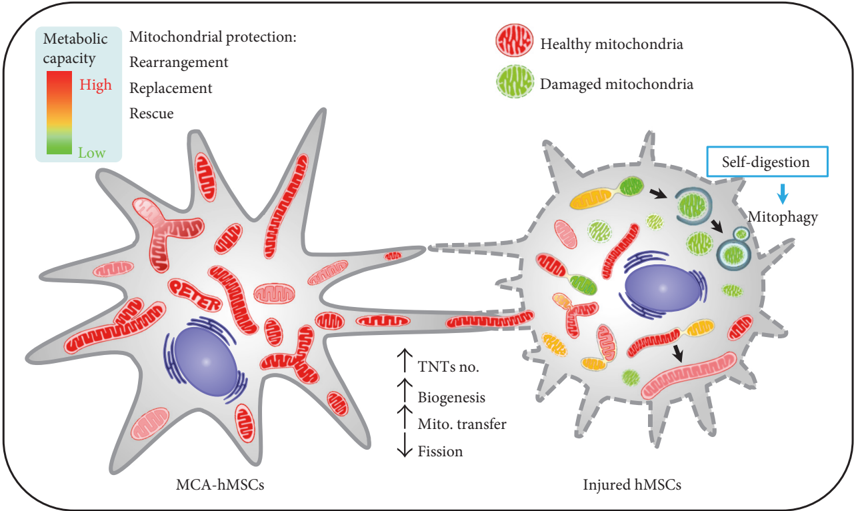 Metabolic
capacity
High
Low
Mitochondrial protection:
Rearrangement
Replacement
Rescue
Healthy mitochondria
Damaged mitochondria
Self-digestion
Mitophagy
PETER
TNTs no.
Biogenesis
Mito. transfer
Fission
MCA-hMSCs
Injured hMSCs